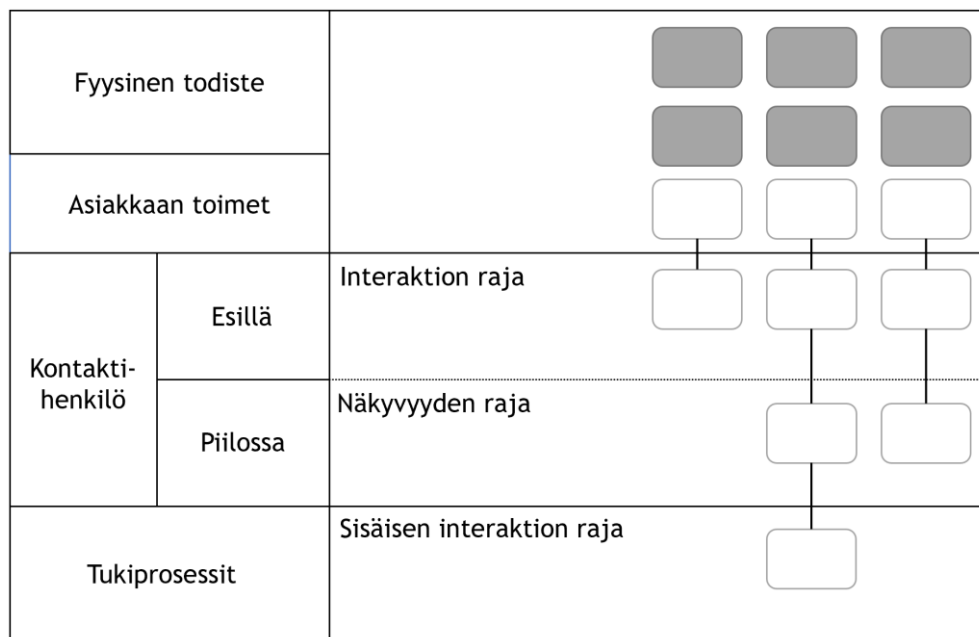 Fyysinen todiste
Asiakkaan toimet
Interaktion raja
Esillä
Kontakti-
henkilö
Näkyvyyden raja
Piilossa
Sisäisen interaktion raja
Tukiprosessit